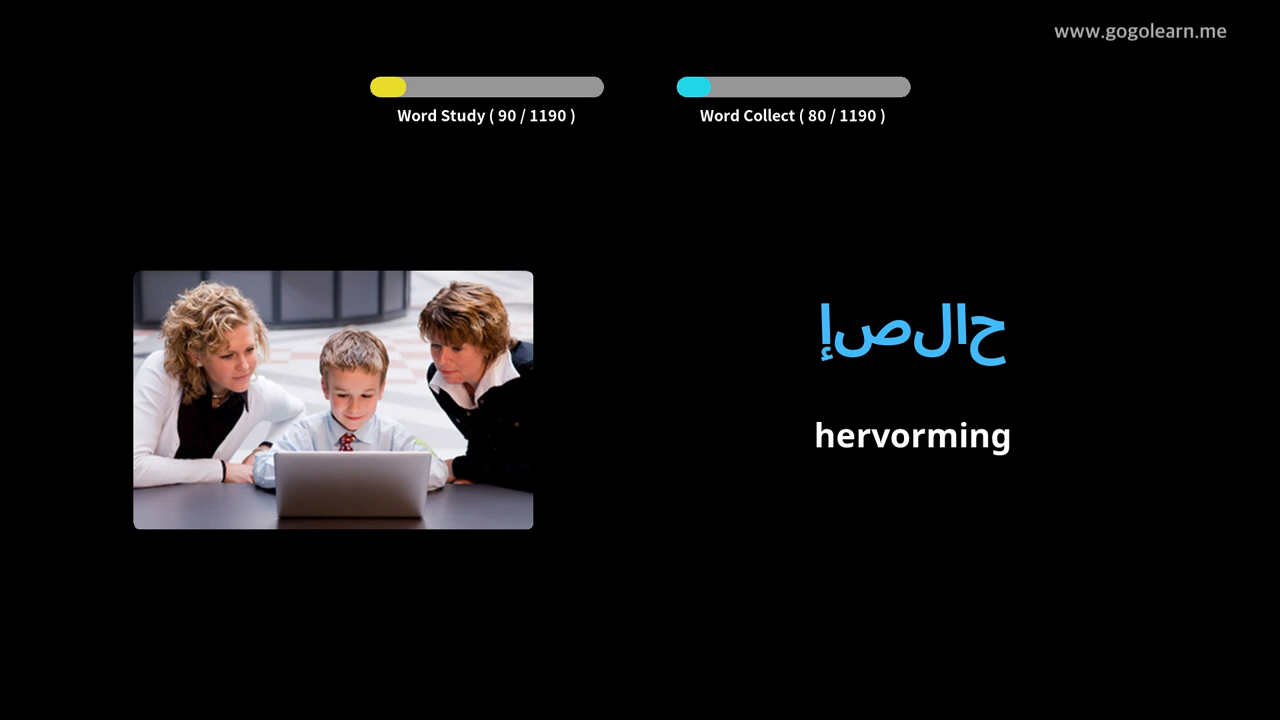 www.gogolearn.me
Word Study ( 90 / 1190 )
Word Collect ( 80 / 1190 )
إصلاح
hervorming